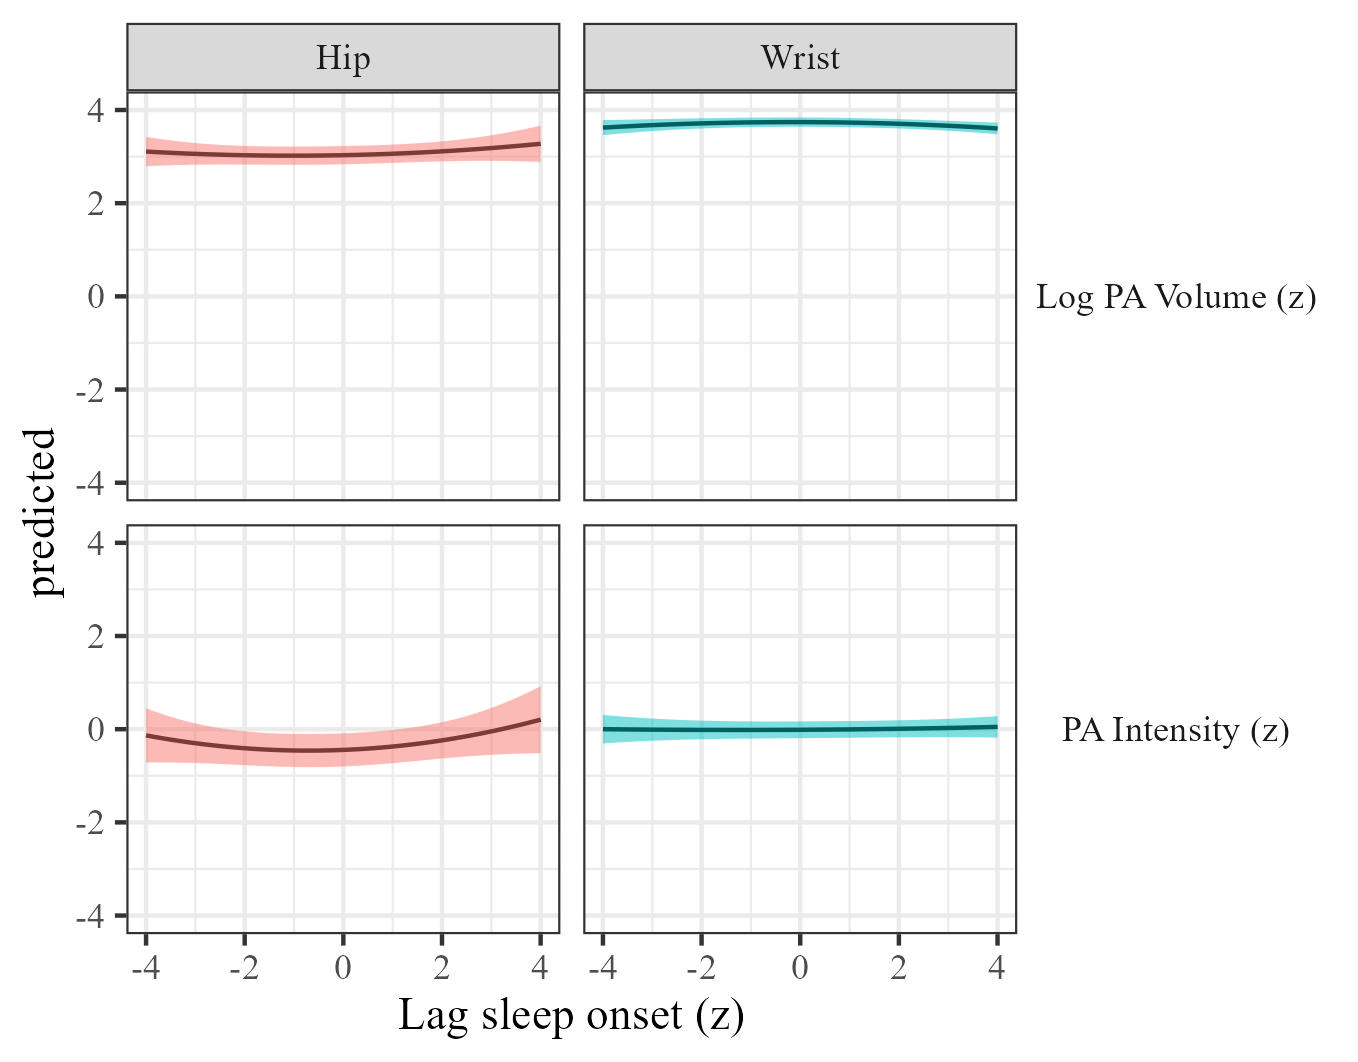 Hip
Wrist
4
2
0
-2
-4
Log PA Volume (z)
predicted
4
2
0
-2
-4
PA Intensity (z)
-4 -2 0 2 4
-4 -2 0 2 4
Lag sleep onset (z)